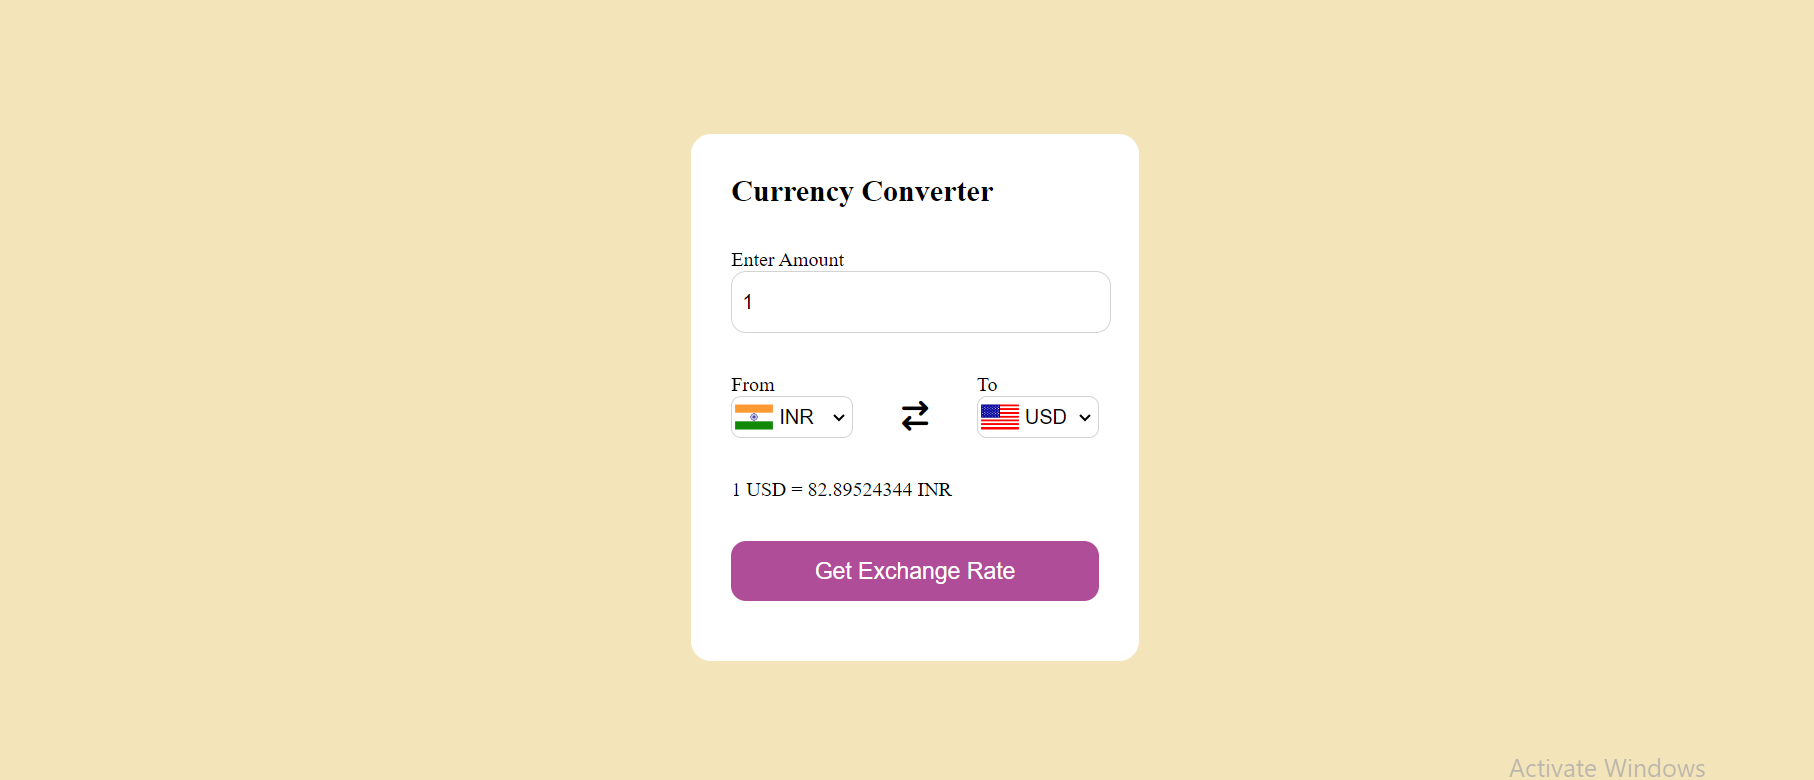 Currency Converter
Enter Amount
1
From
To
INR
USD
1 USD = 82.89524344 INR
Get Exchange Rate
Activate Windows